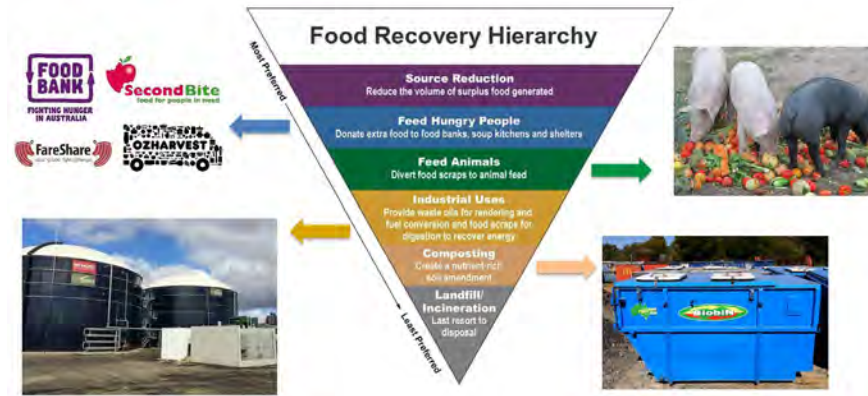 Food Recovery Hierarchy
Most Preferred
Source Reduction
Reduce the volume of surplus food generated
Feed Hungry People
Donate extra food to food banks, soup kitchens and shelters
Feed Animals
Divert food scraps to animal feed
Industrial Uses
Provide waste oils for rendering and
fuel conversion and food scraps for
digestion to recover energy
Composting
Create a nutrient-rich
soil amendment
Landfill/
Incineration
Last resort to
disposal
Least Preferred
FOOD
BANK
FIGHTING HUNGER
IN AUSTRALIA
SecondBite
food for people in need
FareShare
OZHARVEST
BiobiN